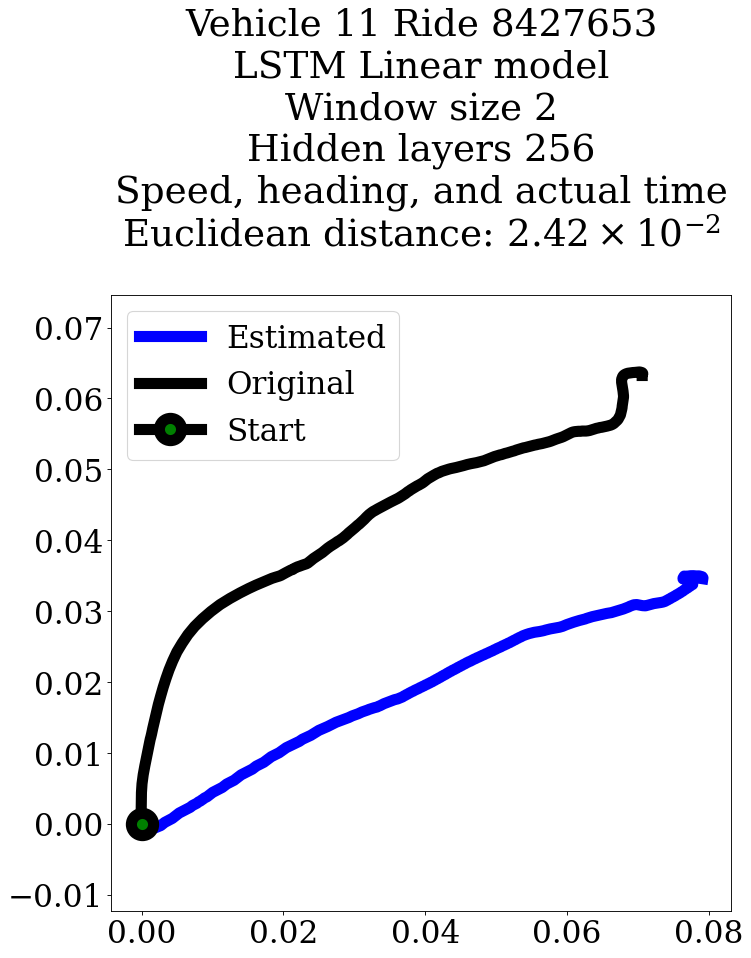 Vehicle 11 Ride 8427653
LSTM Linear model
Window size 2
Hidden layers 256
Speed, heading, and actual time
Euclidean distance: 2.42 × 10⁻²
Estimated
Original
Start
0.07
0.06
0.05
0.04
0.03
0.02
0.01
0.00
−0.01
0.00 0.02 0.04 0.06 0.08